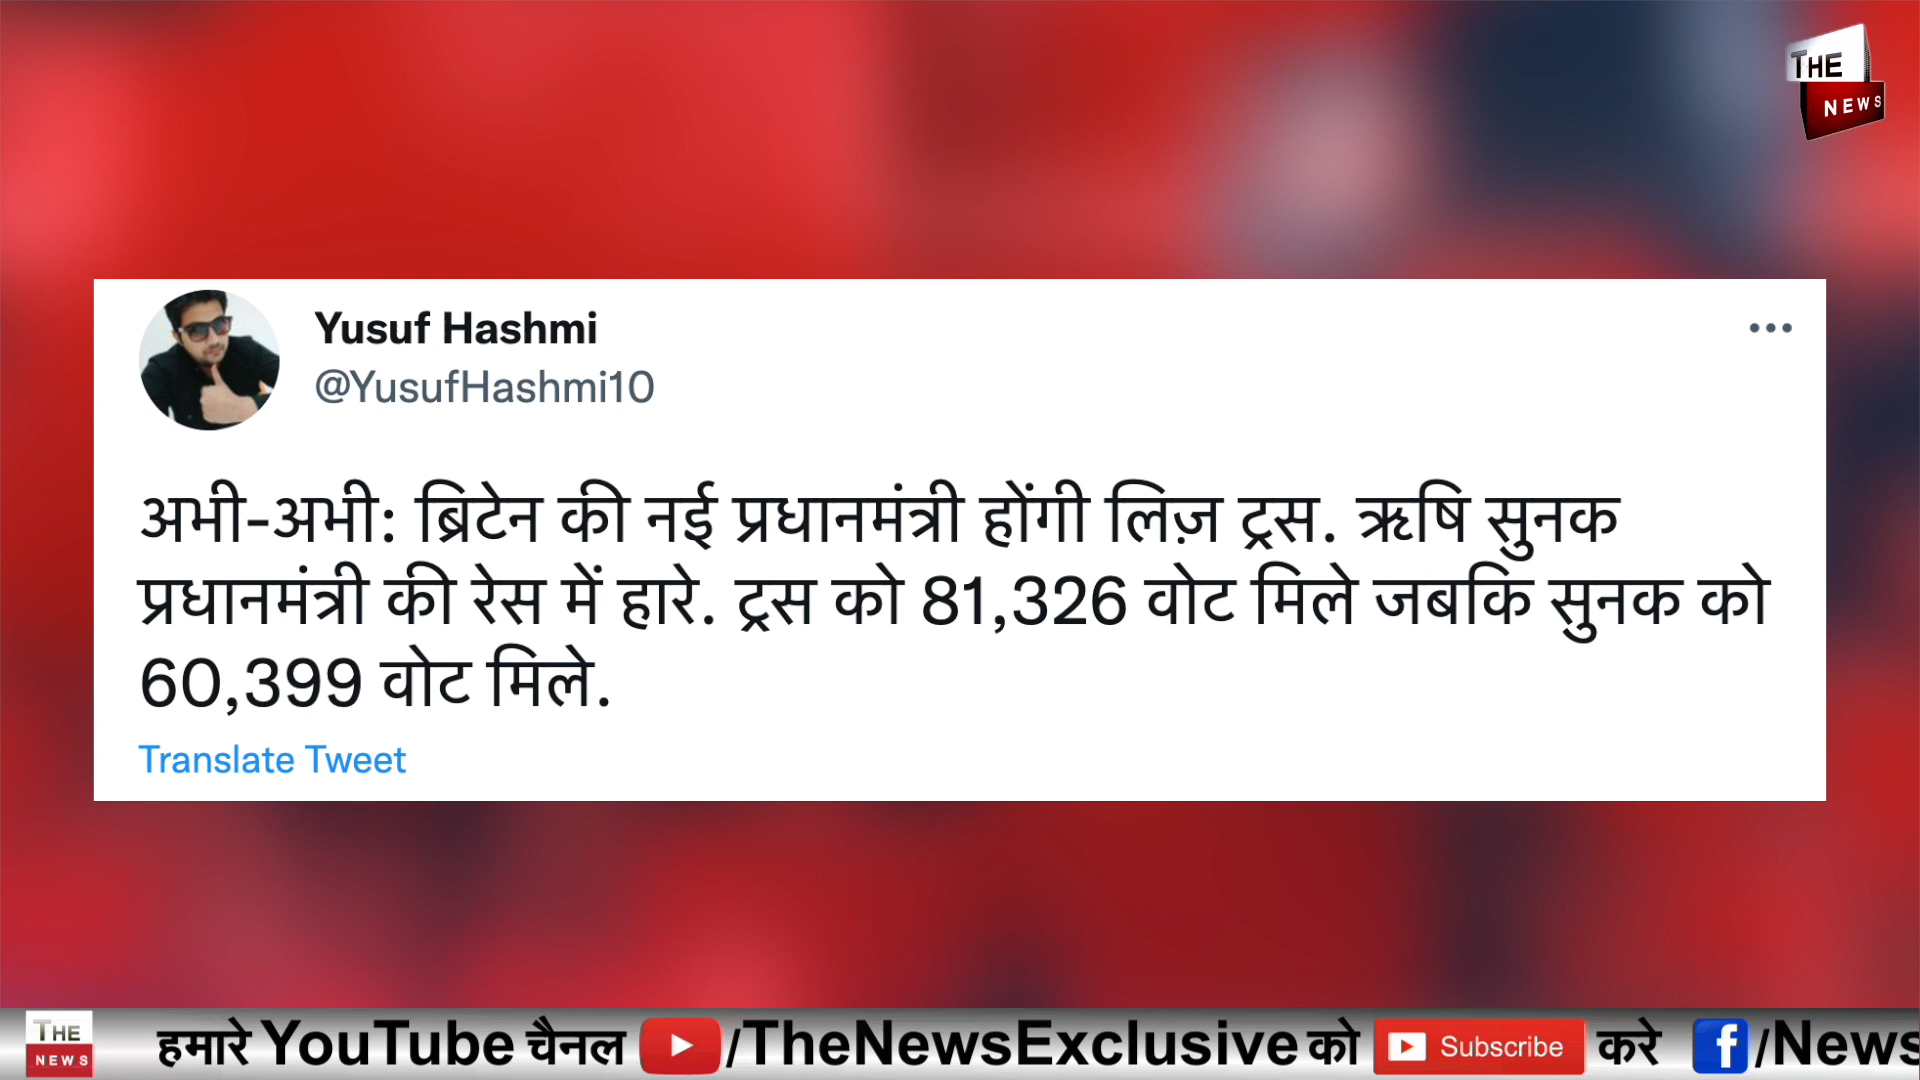 THE
NEWS
Yusuf Hashmi
@YusufHashmi10
अभी-अभी: ब्रिटेन की नई प्रधानमंत्री होंगी लिज़ ट्रस. ऋषि सुनक
प्रधानमंत्री की रेस में हारे. ट्रस को 81,326 वोट मिले जबकि सुनक को
60,399 वोट मिले.
Translate Tweet
THE
NEWS
हमारे YouTube चैनल /TheNewsExclusive को Subscribe करे /News